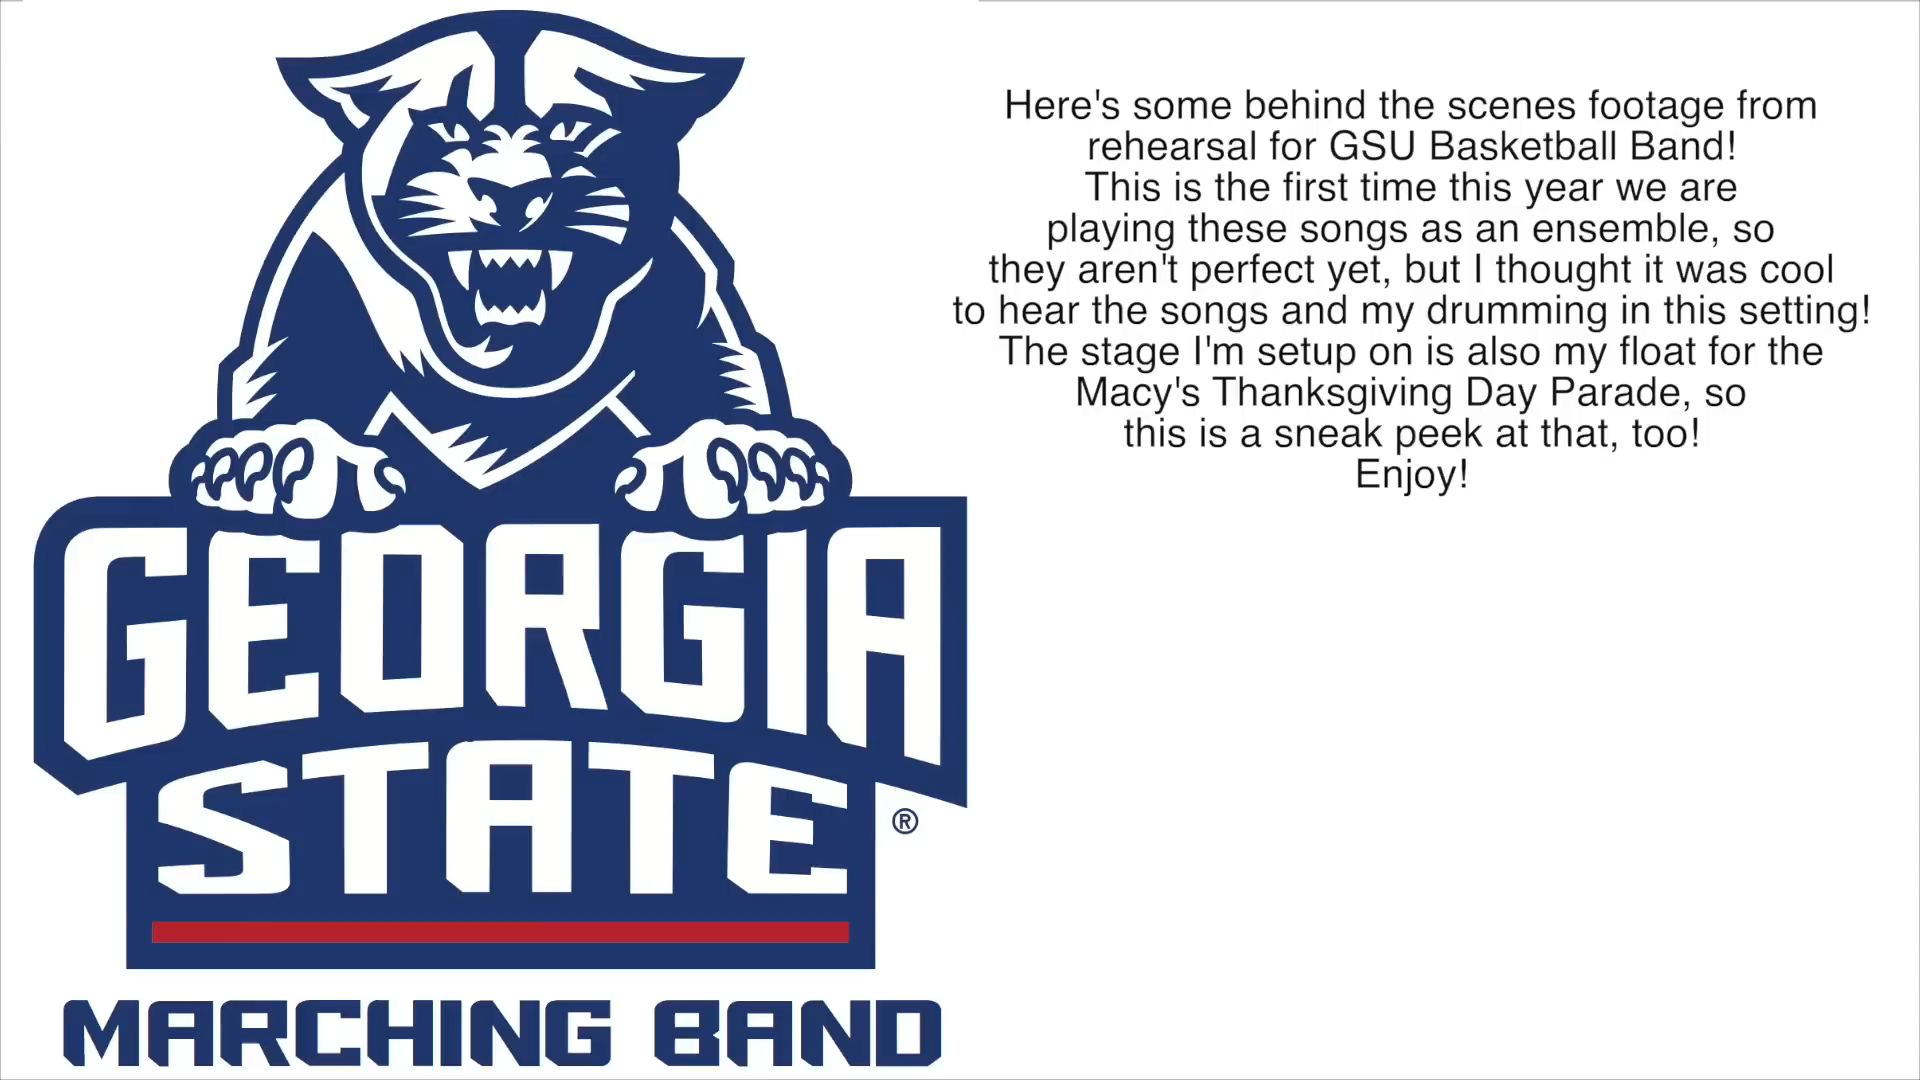 GEORGIA
STATE
®
MARCHING BAND
Here's some behind the scenes footage from
rehearsal for GSU Basketball Band!
This is the first time this year we are
playing these songs as an ensemble, so
they aren't perfect yet, but I thought it was cool
to hear the songs and my drumming in this setting!
The stage I'm setup on is also my float for the
Macy's Thanksgiving Day Parade, so
this is a sneak peek at that, too!
Enjoy!